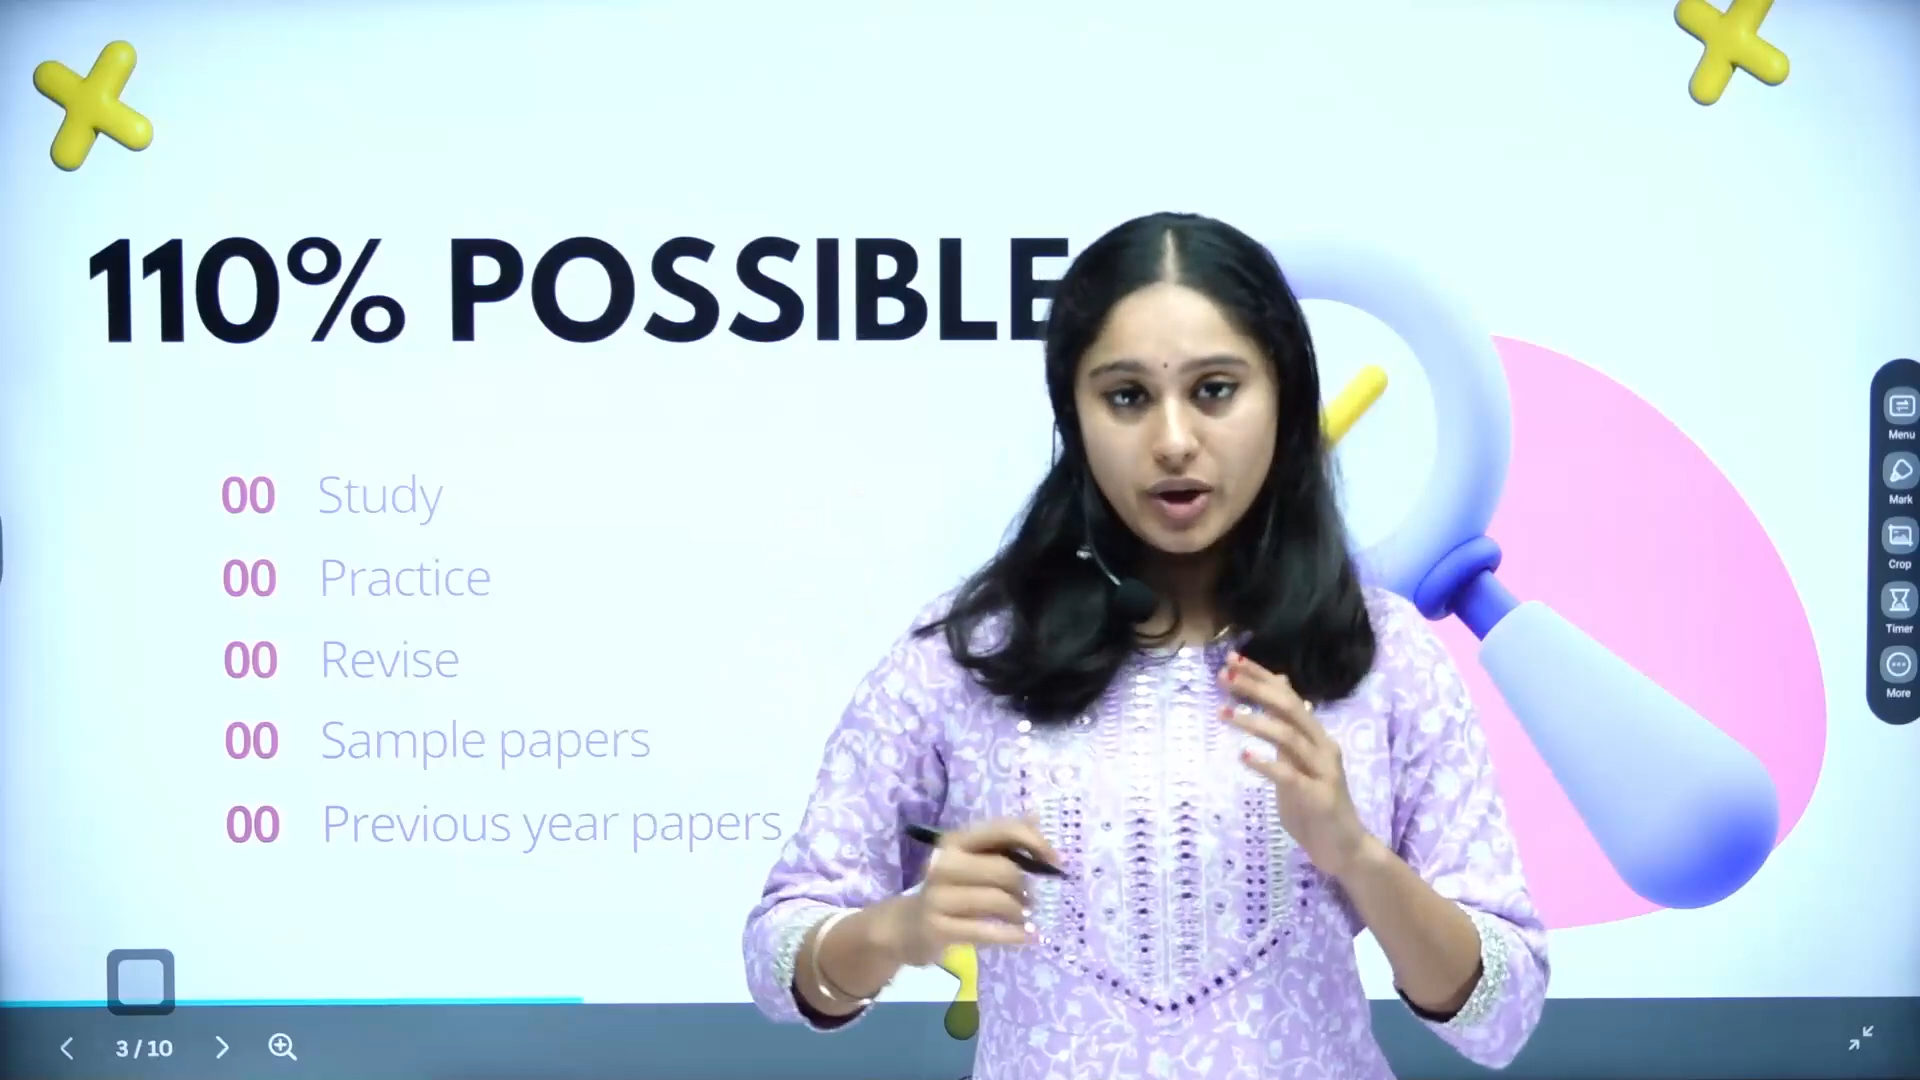 110% POSSIBLE
00 Study
00 Practice
00 Revise
00 Sample papers
00 Previous year papers
Menu
Mark
Crop
Timer
More
3/10